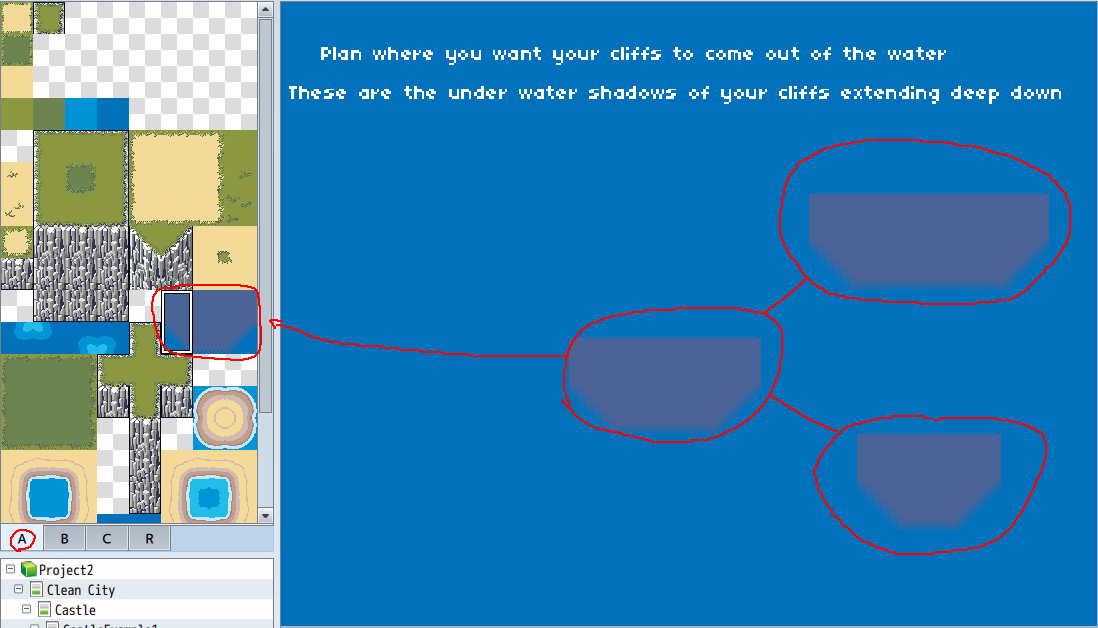 Plan where you want your cliffs to come out of the water
These are the under water shadows of your cliffs extending deep down
A B C R
Project2
Clean City
Castle
CastleExample1